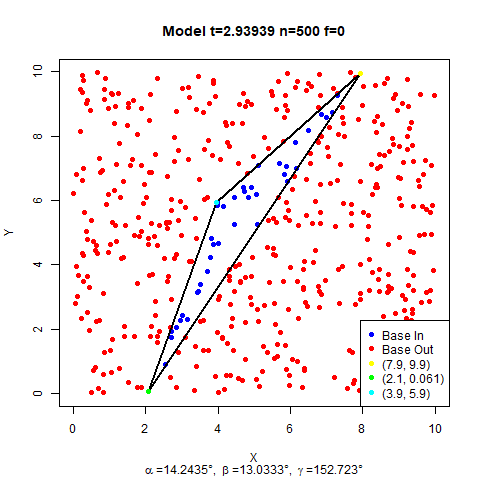 Model t=2.93939 n=500 f=0
10
8
6
4
2
0
Y
Base In
Base Out
(7.9, 9.9)
(2.1, 0.061)
(3.9, 5.9)
0 2 4 6 8 10
X
α=14.2435°, β=13.0333°, γ=152.723°